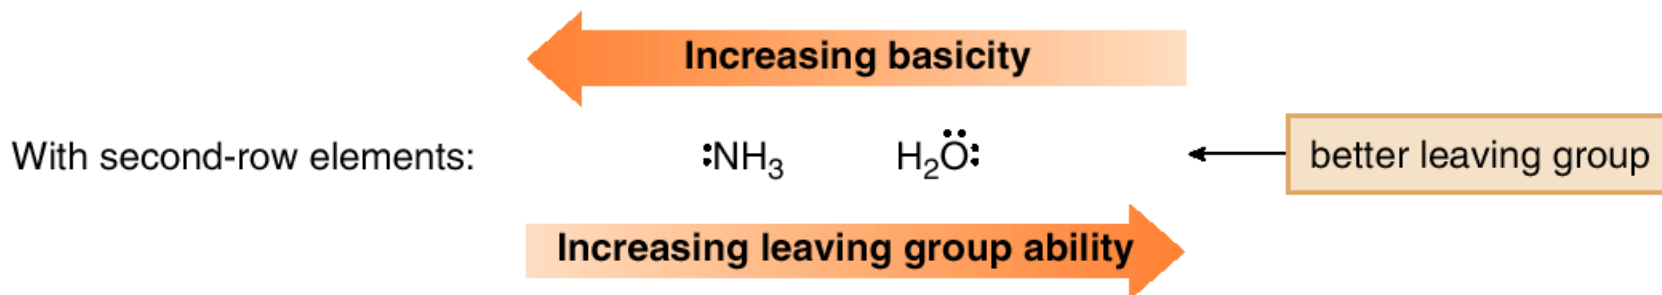 Increasing basicity
With second-row elements: :NH₃ H₂Ö: better leaving group
Increasing leaving group ability